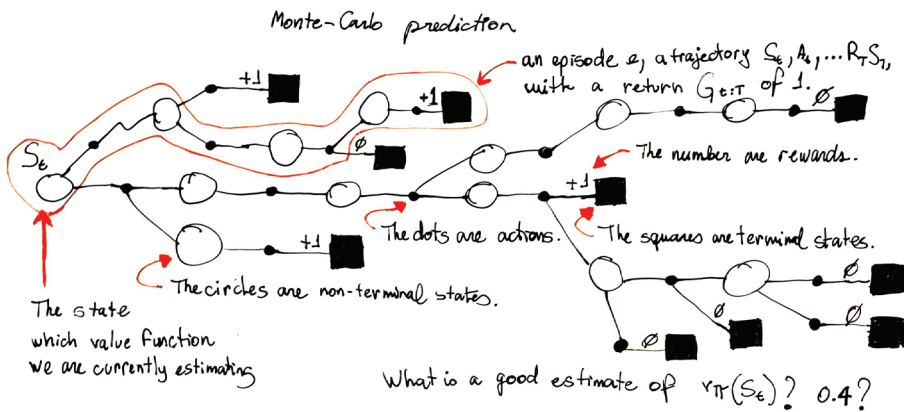 Monte-Carlo prediction
an episode e, a trajectory St, At, ... RT ST,
with a return Gt:T of 1.
+1
+1
Ø
Ø
St
The number are rewards.
+1
The dots are actions.
The squares are terminal states.
+1
The circles are non-terminal states.
Ø
Ø
Ø
Ø
The state
which value function
we are currently estimating
What is a good estimate of vπ(St)? 0.4?